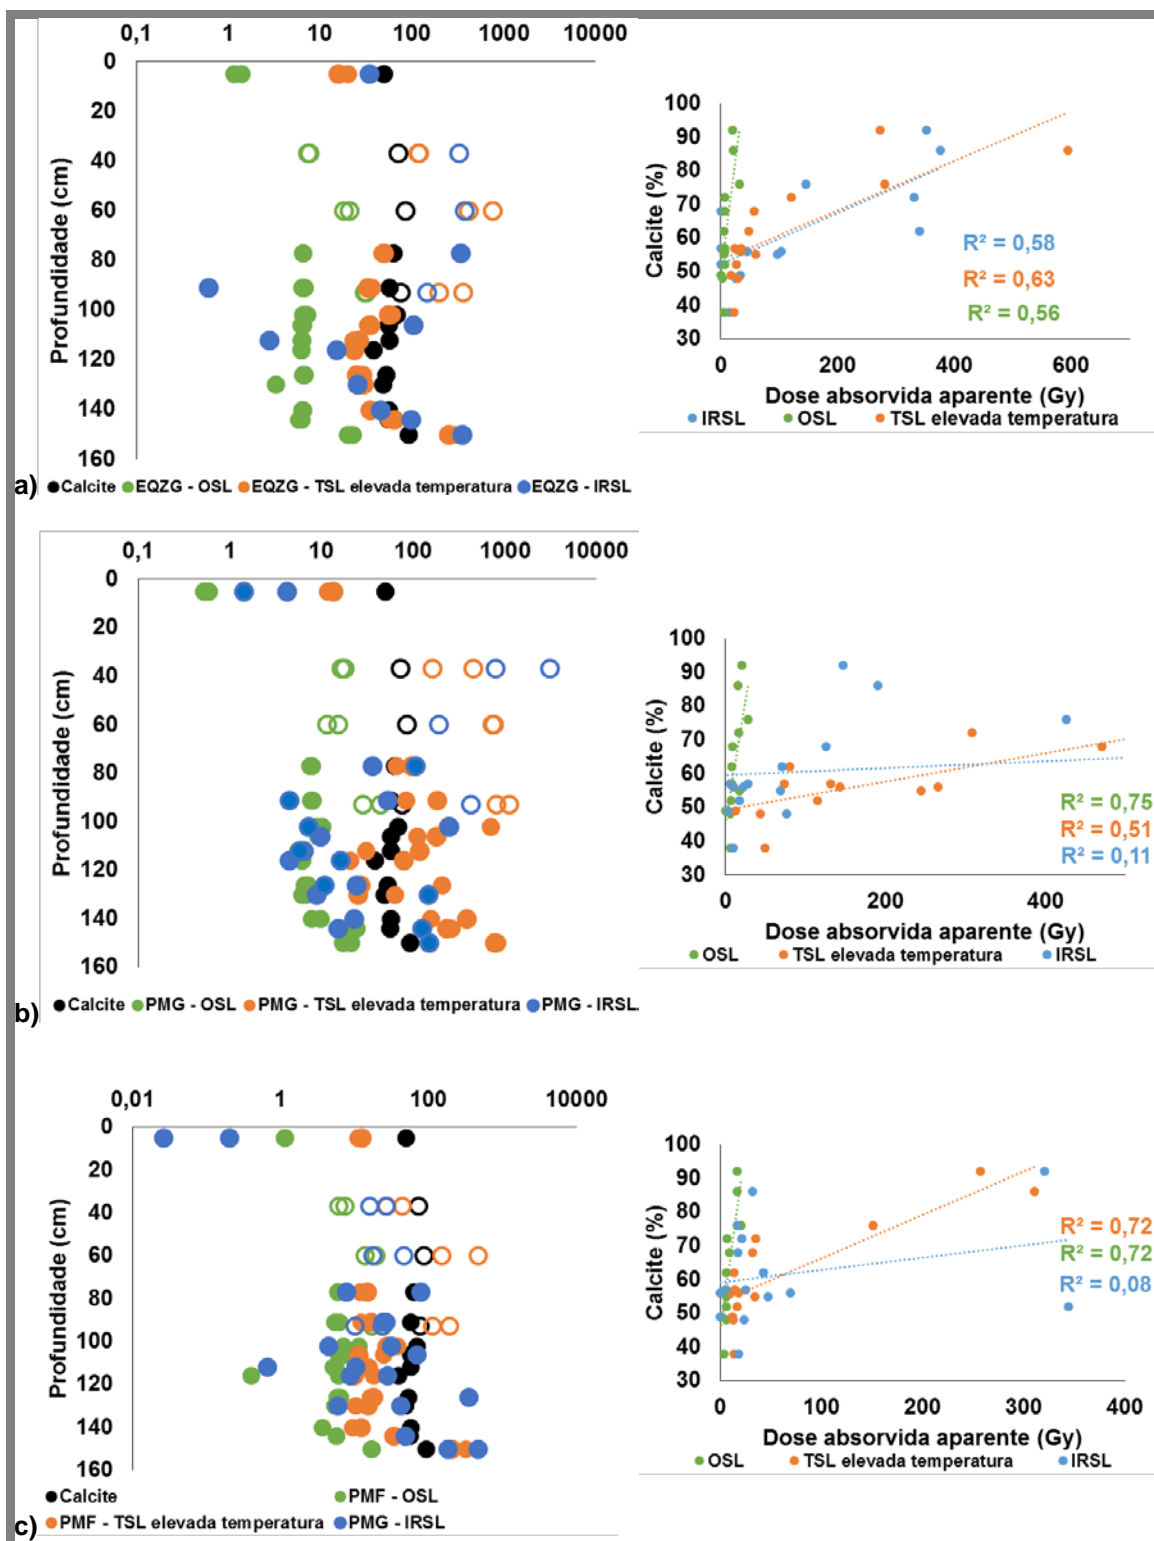 0,1 1 10 100 1000 10000
0
20
40
60
80
100
120
140
160
Profundidade (cm)
a)
Calcite EQZG - OSL EQZG - TSL elevada temperatura EQZG - IRSL
100
90
80
70
60
50
40
30
Calcite (%)
R² = 0,58
R² = 0,63
R² = 0,56
0 200 400 600
Dose absorvida aparente (Gy)
IRSL OSL TSL elevada temperatura
0,1 1 10 100 1000 10000
0
20
40
60
80
100
120
140
160
Profundidade (cm)
b)
Calcite PMG - OSL PMG - TSL elevada temperatura PMG - IRSL
100
90
80
70
60
50
40
30
Calcite (%)
R² = 0,75
R² = 0,51
R² = 0,11
0 200 400
Dose absorvida aparente (Gy)
OSL TSL elevada temperatura IRSL
0,01 1 100 10000
0
20
40
60
80
100
120
140
160
Profundidade (cm)
Calcite PMF - OSL
c)
PMF - TSL elevada temperatura PMG - IRSL
100
90
80
70
60
50
40
30
Calcite (%)
R² = 0,72
R² = 0,72
R² = 0,08
0 100 200 300 400
Dose absorvida aparente (Gy)
OSL TSL elevada temperatura IRSL